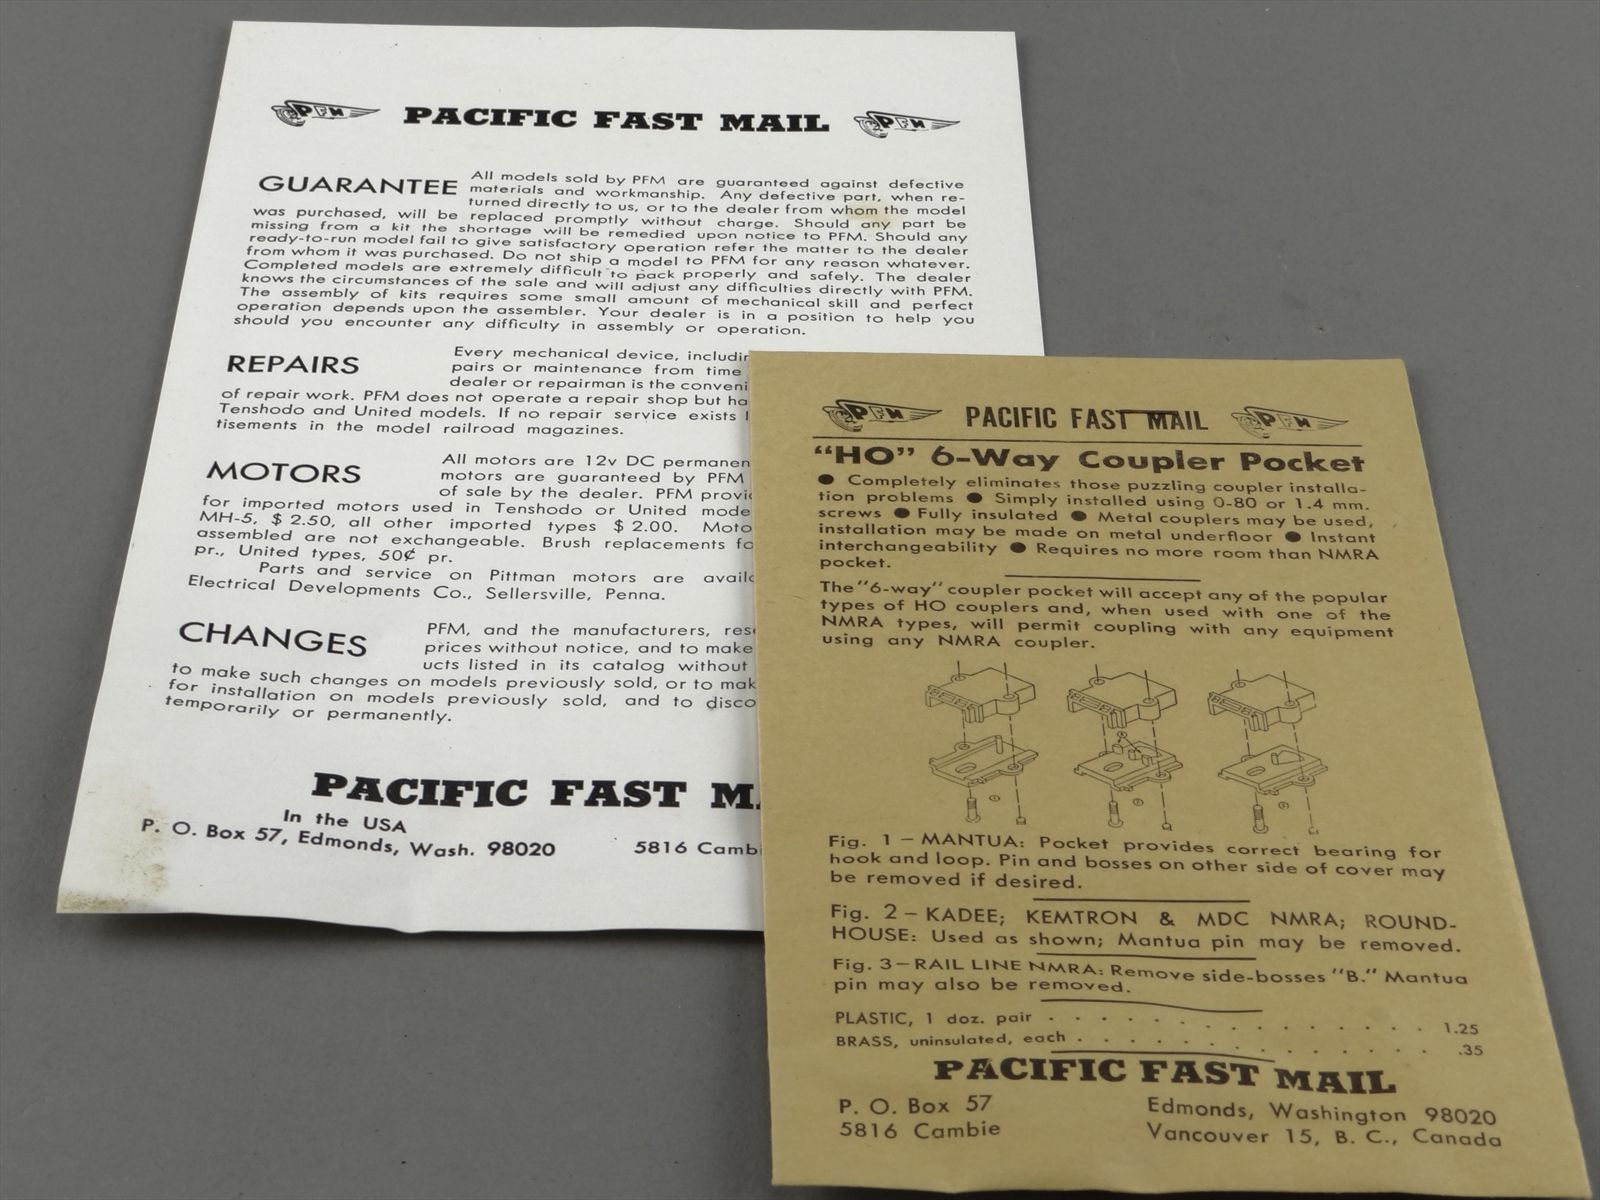 PFM PACIFIC FAST MAIL PFM
GUARANTEE All models sold by PFM are guaranteed against defective
materials and workmanship. Any defective part, when re-
turned directly to us, or to the dealer from whom the model
was purchased, will be replaced promptly without charge. Should any part be
missing from a kit the shortage will be remedied upon notice to PFM. Should any
ready-to-run model fail to give satisfactory operation refer the matter to the dealer
from whom it was purchased. Do not ship a model to PFM for any reason whatever.
Completed models are extremely difficult to pack properly and safely. The dealer
knows the circumstances of the sale and will adjust any difficulties directly with PFM.
The assembly of kits requires some small amount of mechanical skill and perfect
operation depends upon the assembler. Your dealer is in a position to help you
should you encounter any difficulty in assembly or operation.
REPAIRS Every mechanical device, includin
pairs or maintenance from time
dealer or repairman is the conveni
of repair work. PFM does not operate a repair shop but ha
Tenshodo and United models. If no repair service exists
tisements in the model railroad magazines.
MOTORS All motors are 12v DC permanen
motors are guaranteed by PFM
of sale by the dealer. PFM provi
for imported motors used in Tenshodo or United mode
MH-5, $ 2.50, all other imported types $ 2.00. Moto
assembled are not exchangeable. Brush replacements fo
pr., United types, 50¢ pr.
Parts and service on Pittman motors are availa
Electrical Developments Co., Sellersville, Penna.
CHANGES PFM, and the manufacturers, res
prices without notice, and to make
ucts listed in its catalog without
to make such changes on models previously sold, or to mak
for installation on models previously sold, and to disco
temporarily or permanently.
PACIFIC FAST M
In the USA
P. O. Box 57, Edmonds, Wash. 98020 5816 Camb
PFM PACIFIC FAST MAIL PFM
"HO" 6-Way Coupler Pocket
● Completely eliminates those puzzling coupler installa-
tion problems ● Simply installed using 0-80 or 1.4 mm.
screws ● Fully insulated ● Metal couplers may be used,
installation may be made on metal underfloor ● Instant
interchangeability ● Requires no more room than NMRA
pocket.
The "6-way" coupler pocket will accept any of the popular
types of HO couplers and, when used with one of the
NMRA types, will permit coupling with any equipment
using any NMRA coupler.
Fig. 1 – MANTUA: Pocket provides correct bearing for
hook and loop. Pin and bosses on other side of cover may
be removed if desired.
Fig. 2 – KADEE; KEMTRON & MDC NMRA; ROUND-
HOUSE: Used as shown; Mantua pin may be removed.
Fig. 3 – RAIL LINE NMRA: Remove side-bosses "B." Mantua
pin may also be removed.
PLASTIC, 1 doz. pair . . . . . . . . . . . . . . . 1.25
BRASS, uninsulated, each . . . . . . . . . . . . . .35
PACIFIC FAST MAIL
P. O. Box 57 Edmonds, Washington 98020
5816 Cambie Vancouver 15, B. C., Canada